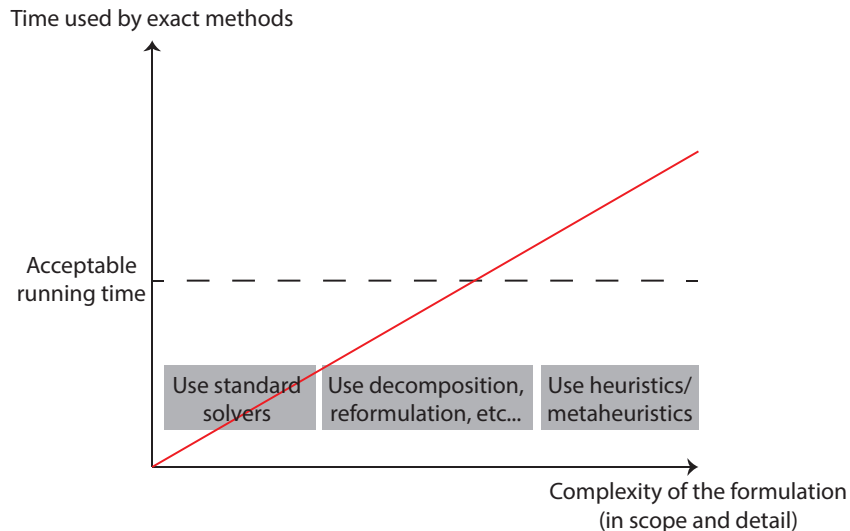 Time used by exact methods
Acceptable
running time
Use standard
solvers
Use decomposition,
reformulation, etc...
Use heuristics/
metaheuristics
Complexity of the formulation
(in scope and detail)